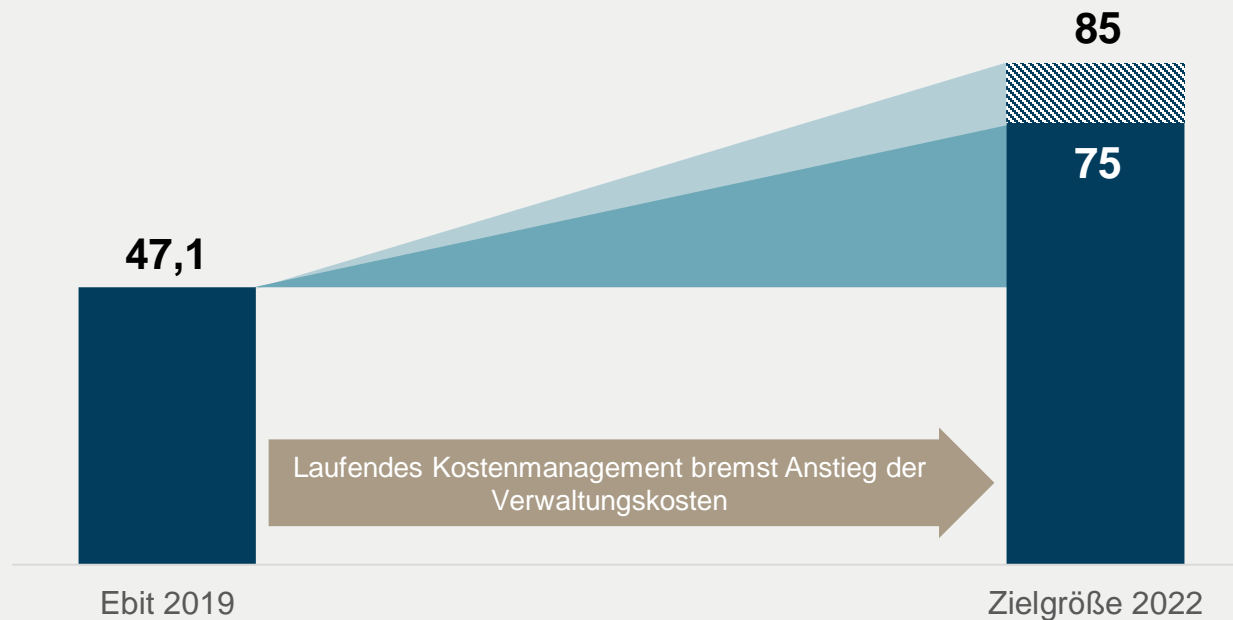 85
75
47,1
Laufendes Kostenmanagement bremst Anstieg der
Verwaltungskosten
Ebit 2019
Zielgröße 2022